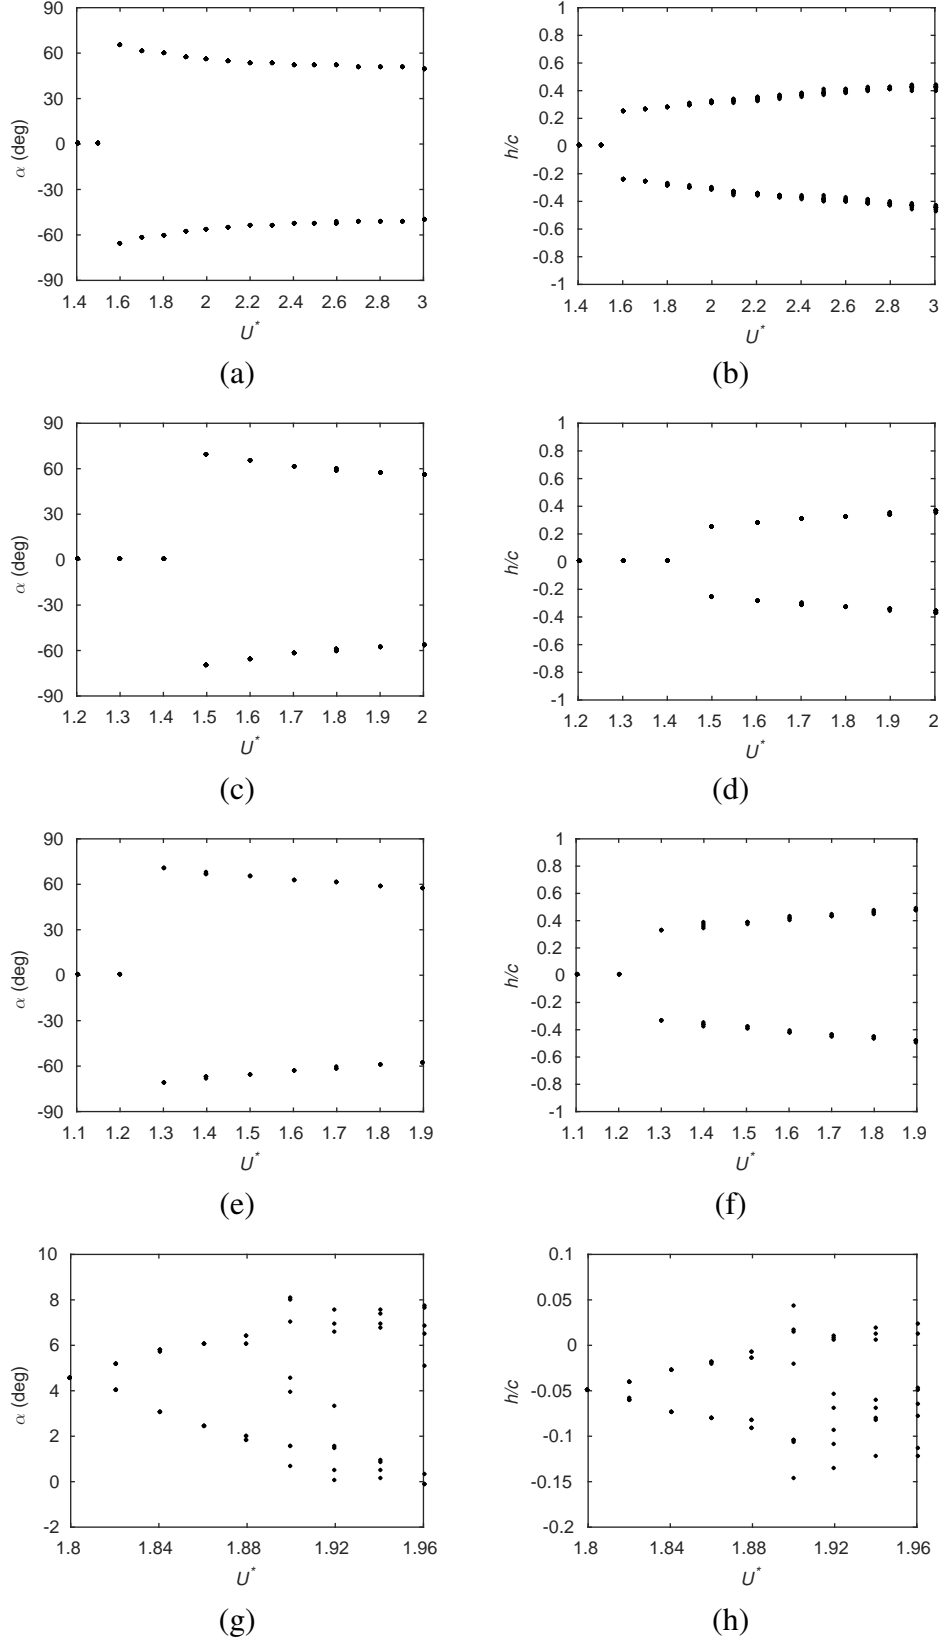 90
60
30
0
-30
-60
-90
α (deg)
1.4 1.6 1.8 2 2.2 2.4 2.6 2.8 3
U*
(a)
1
0.8
0.6
0.4
0.2
0
-0.2
-0.4
-0.6
-0.8
-1
h/c
1.4 1.6 1.8 2 2.2 2.4 2.6 2.8 3
U*
(b)
90
60
30
0
-30
-60
-90
α (deg)
1.2 1.3 1.4 1.5 1.6 1.7 1.8 1.9 2
U*
(c)
1
0.8
0.6
0.4
0.2
0
-0.2
-0.4
-0.6
-0.8
-1
h/c
1.2 1.3 1.4 1.5 1.6 1.7 1.8 1.9 2
U*
(d)
90
60
30
0
-30
-60
-90
α (deg)
1.1 1.2 1.3 1.4 1.5 1.6 1.7 1.8 1.9
U*
(e)
1
0.8
0.6
0.4
0.2
0
-0.2
-0.4
-0.6
-0.8
-1
h/c
1.1 1.2 1.3 1.4 1.5 1.6 1.7 1.8 1.9
U*
(f)
10
8
6
4
2
0
-2
α (deg)
1.8 1.84 1.88 1.92 1.96
U*
(g)
0.1
0.05
0
-0.05
-0.1
-0.15
-0.2
h/c
1.8 1.84 1.88 1.92 1.96
U*
(h)